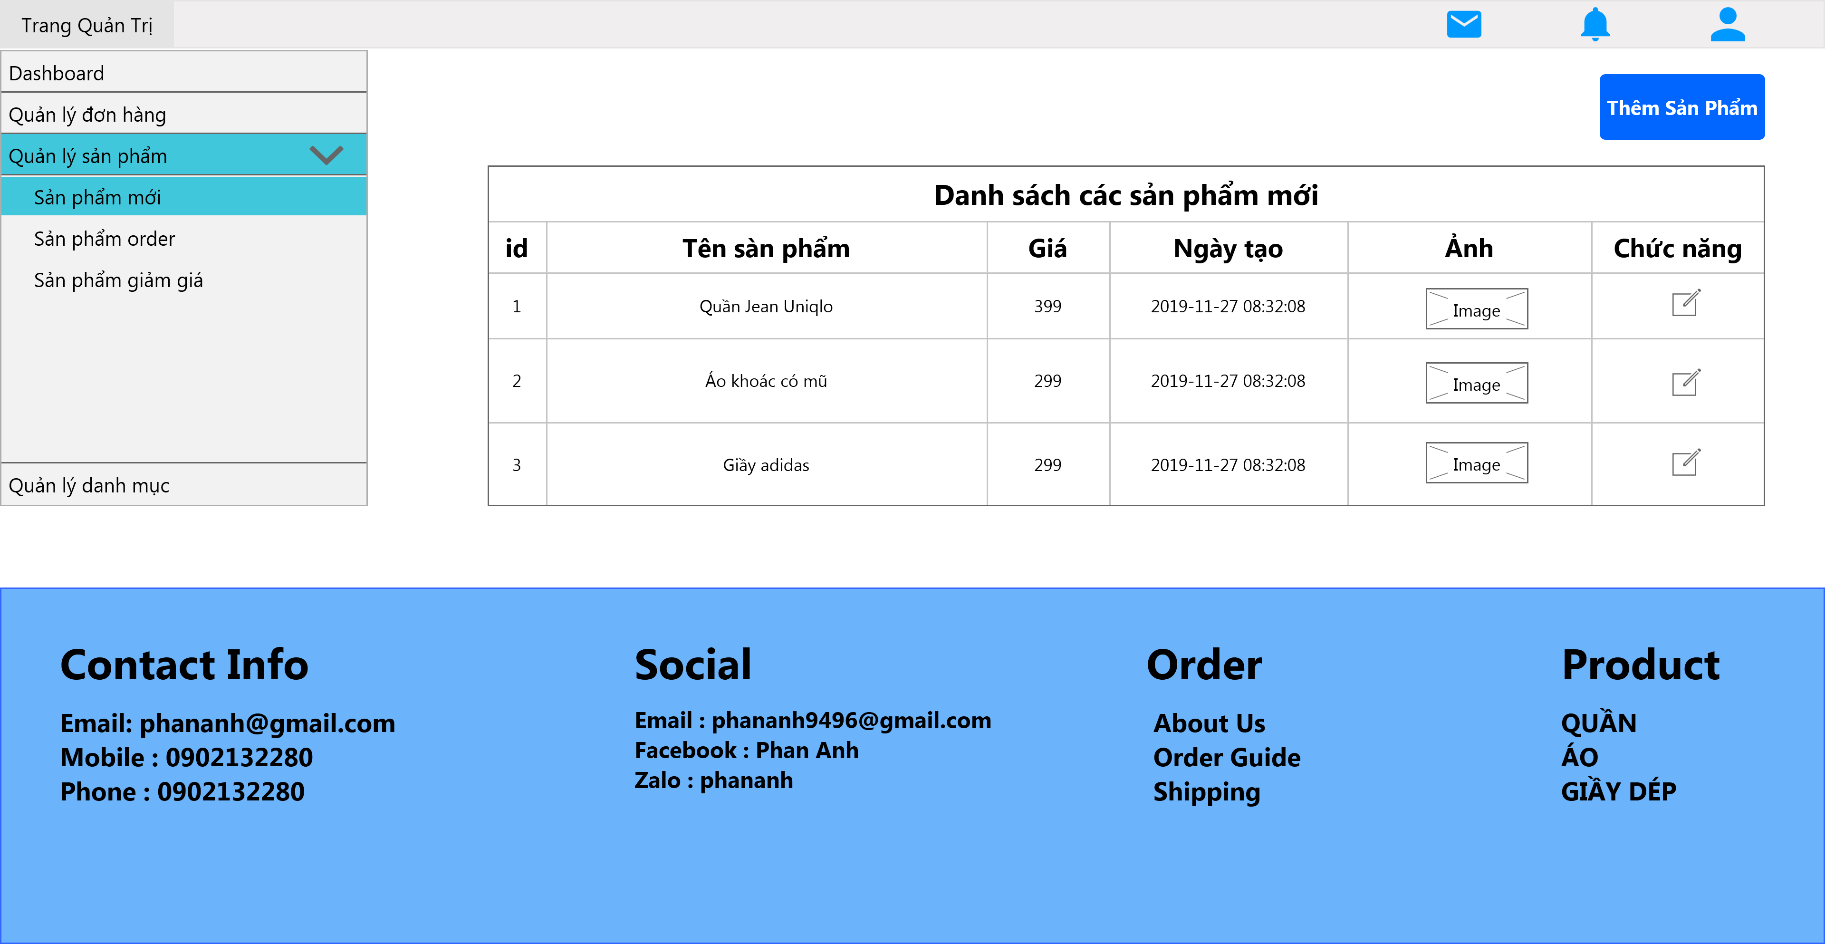 Trang Quản Trị
Dashboard
Quản lý đơn hàng
Quản lý sản phẩm
Sản phẩm mới
Sản phẩm order
Sản phẩm giảm giá
Quản lý danh mục
Thêm Sản Phẩm
Danh sách các sản phẩm mới
id Tên sàn phẩm Giá Ngày tạo Ảnh Chức năng
1 Quần Jean Uniqlo 399 2019-11-27 08:32:08 Image
2 Áo khoác có mũ 299 2019-11-27 08:32:08 Image
3 Giầy adidas 299 2019-11-27 08:32:08 Image
Contact Info
Email: phananh@gmail.com
Mobile : 0902132280
Phone : 0902132280
Social
Email : phananh9496@gmail.com
Facebook : Phan Anh
Zalo : phananh
Order
About Us
Order Guide
Shipping
Product
QUẦN
ÁO
GIẦY DÉP